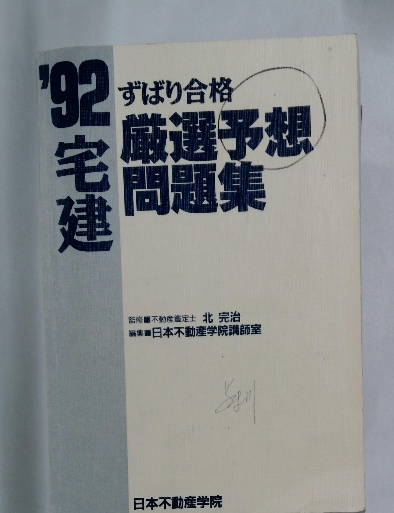 '92
宅建
ずばり合格
厳選予想
問題集
監修■不動産鑑定士 北 完治
編集■日本不動産学院講師室
日本不動産学院